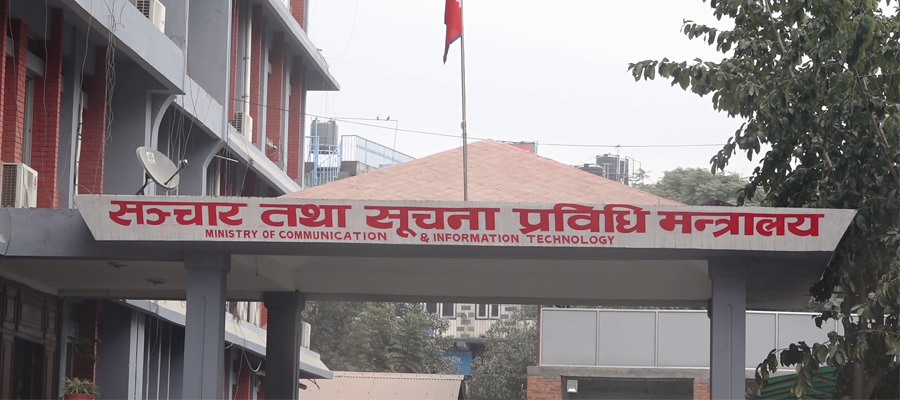 सञ्चार तथा सूचना प्रविधि मन्त्रालय
MINISTRY OF COMMUNICATION & INFORMATION TECHNOLOGY